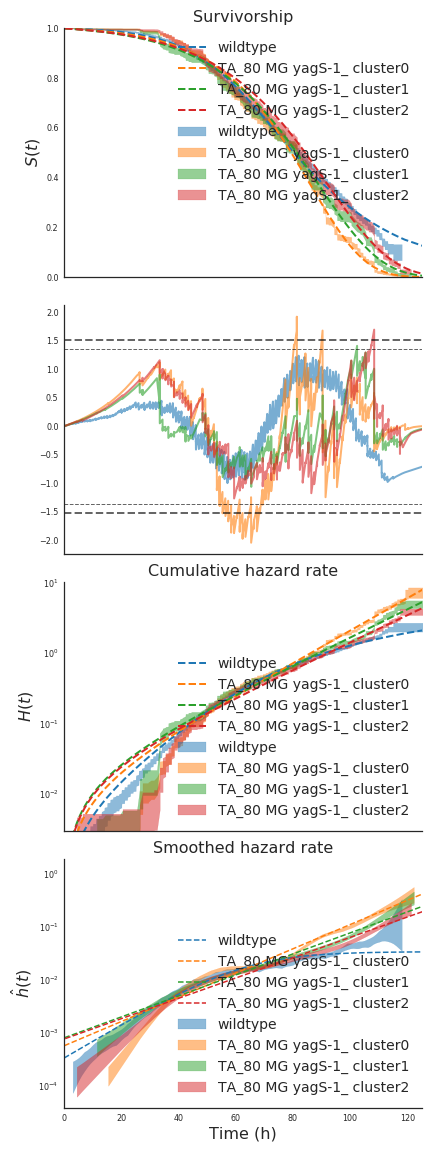 Survivorship
1.0
0.8
0.6
0.4
0.2
0.0
S(t)
wildtype
TA_80 MG yagS-1_ cluster0
TA_80 MG yagS-1_ cluster1
TA_80 MG yagS-1_ cluster2
wildtype
TA_80 MG yagS-1_ cluster0
TA_80 MG yagS-1_ cluster1
TA_80 MG yagS-1_ cluster2
2.0
1.5
1.0
0.5
0.0
−0.5
−1.0
−1.5
−2.0
Cumulative hazard rate
10¹
10⁰
10⁻¹
10⁻²
H(t)
wildtype
TA_80 MG yagS-1_ cluster0
TA_80 MG yagS-1_ cluster1
TA_80 MG yagS-1_ cluster2
wildtype
TA_80 MG yagS-1_ cluster0
TA_80 MG yagS-1_ cluster1
TA_80 MG yagS-1_ cluster2
Smoothed hazard rate
10⁰
10⁻¹
10⁻²
10⁻³
10⁻⁴
ĥ(t)
wildtype
TA_80 MG yagS-1_ cluster0
TA_80 MG yagS-1_ cluster1
TA_80 MG yagS-1_ cluster2
wildtype
TA_80 MG yagS-1_ cluster0
TA_80 MG yagS-1_ cluster1
TA_80 MG yagS-1_ cluster2
0 20 40 60 80 100 120
Time (h)